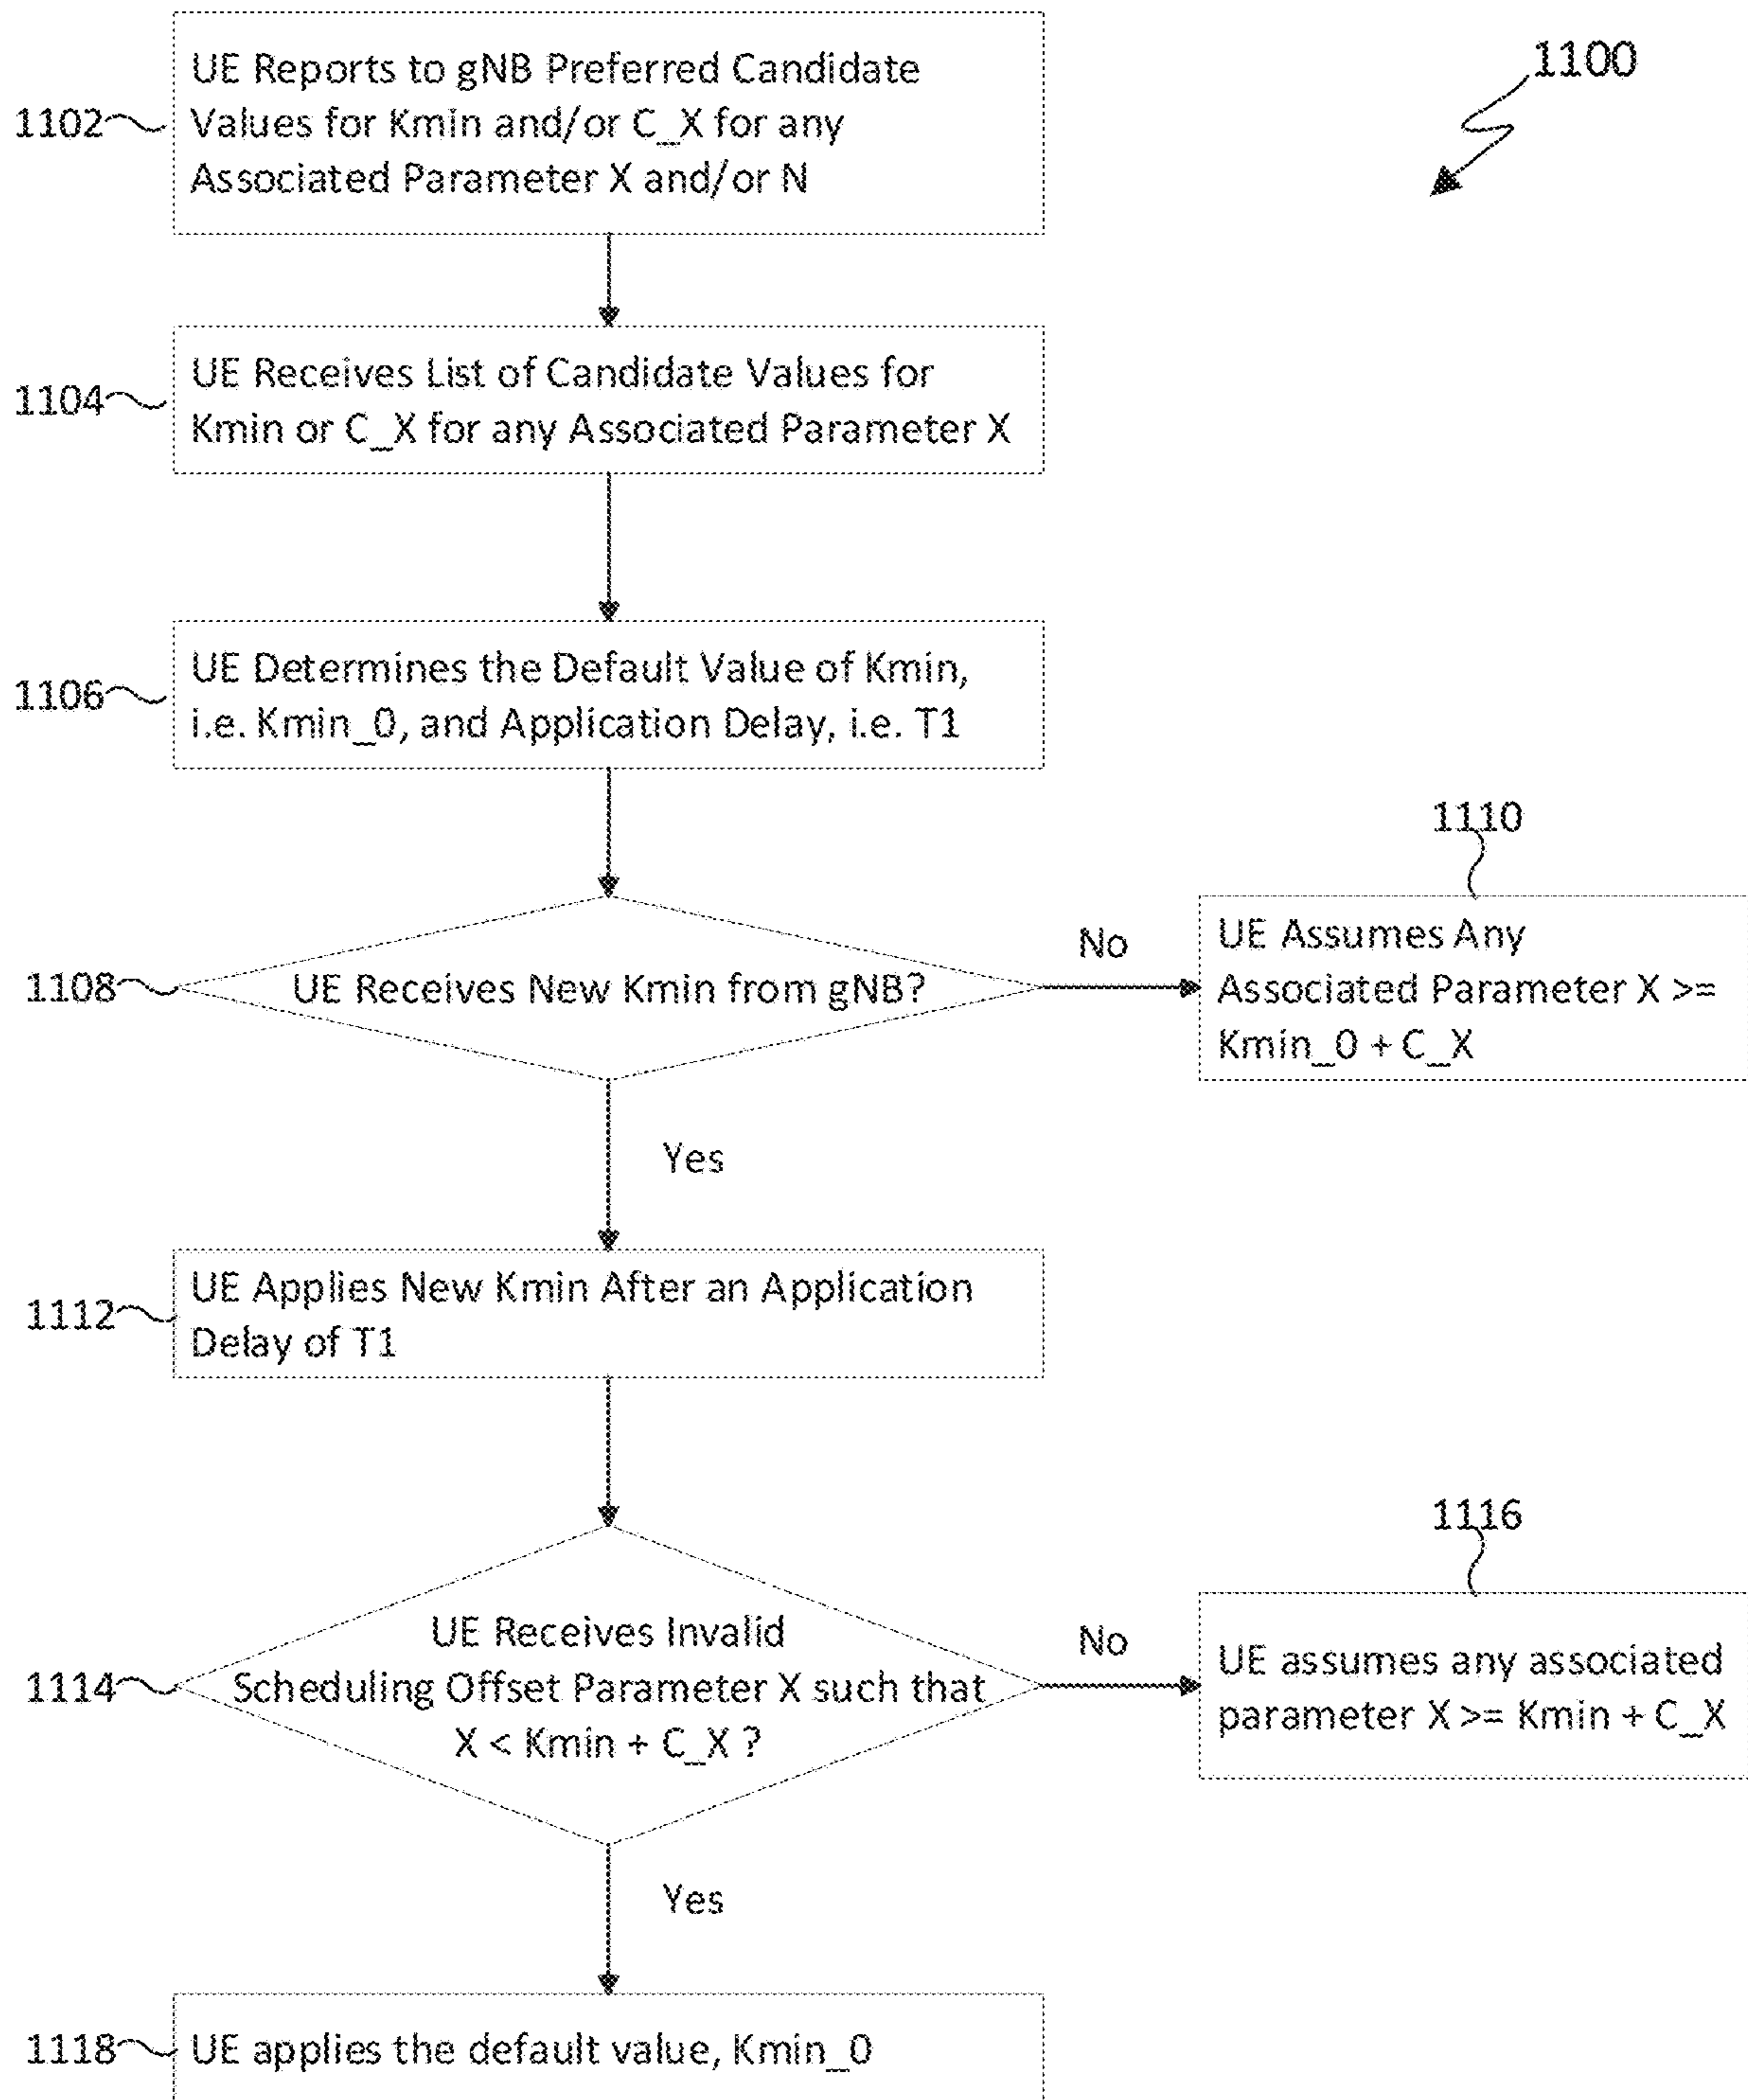 1100
1102
UE Reports to gNB Preferred Candidate
Values for Kmin and/or C_X for any
Associated Parameter X and/or N
1104
UE Receives List of Candidate Values for
Kmin or C_X for any Associated Parameter X
1106
UE Determines the Default Value of Kmin,
i.e. Kmin_0, and Application Delay, i.e. T1
1108
UE Receives New Kmin from gNB?
No
1110
UE Assumes Any
Associated Parameter X >=
Kmin_0 + C_X
Yes
1112
UE Applies New Kmin After an Application
Delay of T1
1114
UE Receives Invalid
Scheduling Offset Parameter X such that
X < Kmin + C_X ?
No
1116
UE assumes any associated
parameter X >= Kmin + C_X
Yes
1118
UE applies the default value, Kmin_0